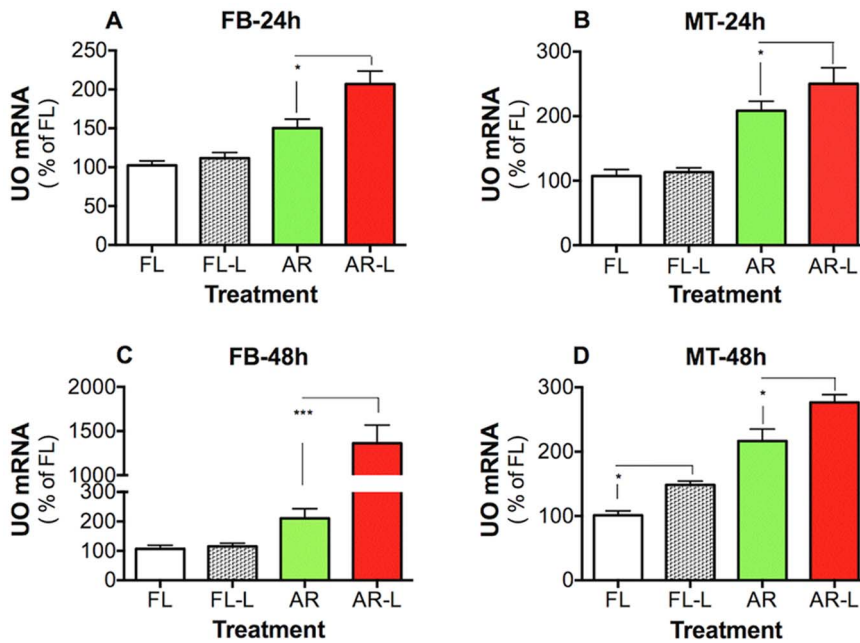 A
FB-24h
UO mRNA
( % of FL)
250
200
150
100
50
0
*
FL FL-L AR AR-L
Treatment
B
MT-24h
UO mRNA
( % of FL)
300
200
100
0
*
FL FL-L AR AR-L
Treatment
C
FB-48h
UO mRNA
( % of FL)
2000
1500
1000
300
200
100
0
***
FL FL-L AR AR-L
Treatment
D
MT-48h
UO mRNA
( % of FL)
300
200
100
0
*
*
FL FL-L AR AR-L
Treatment